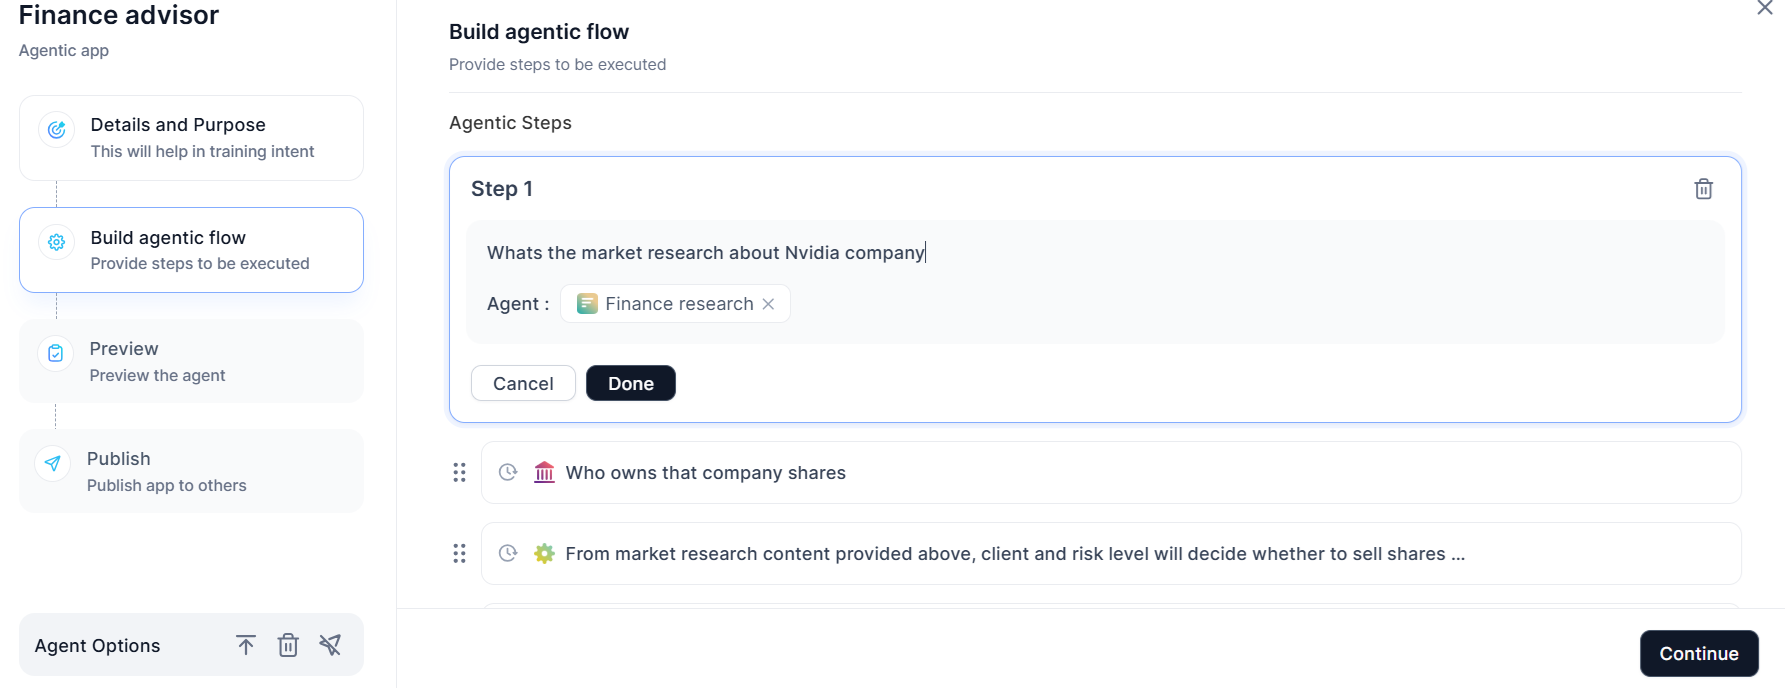 Finance advisor
Agentic app
Details and Purpose
This will help in training intent
Build agentic flow
Provide steps to be executed
Preview
Preview the agent
Publish
Publish app to others
Agent Options
Build agentic flow
Provide steps to be executed
Agentic Steps
Step 1
Whats the market research about Nvidia company
Agent : Finance research
Cancel Done
Who owns that company shares
From market research content provided above, client and risk level will decide whether to sell shares ...
Continue